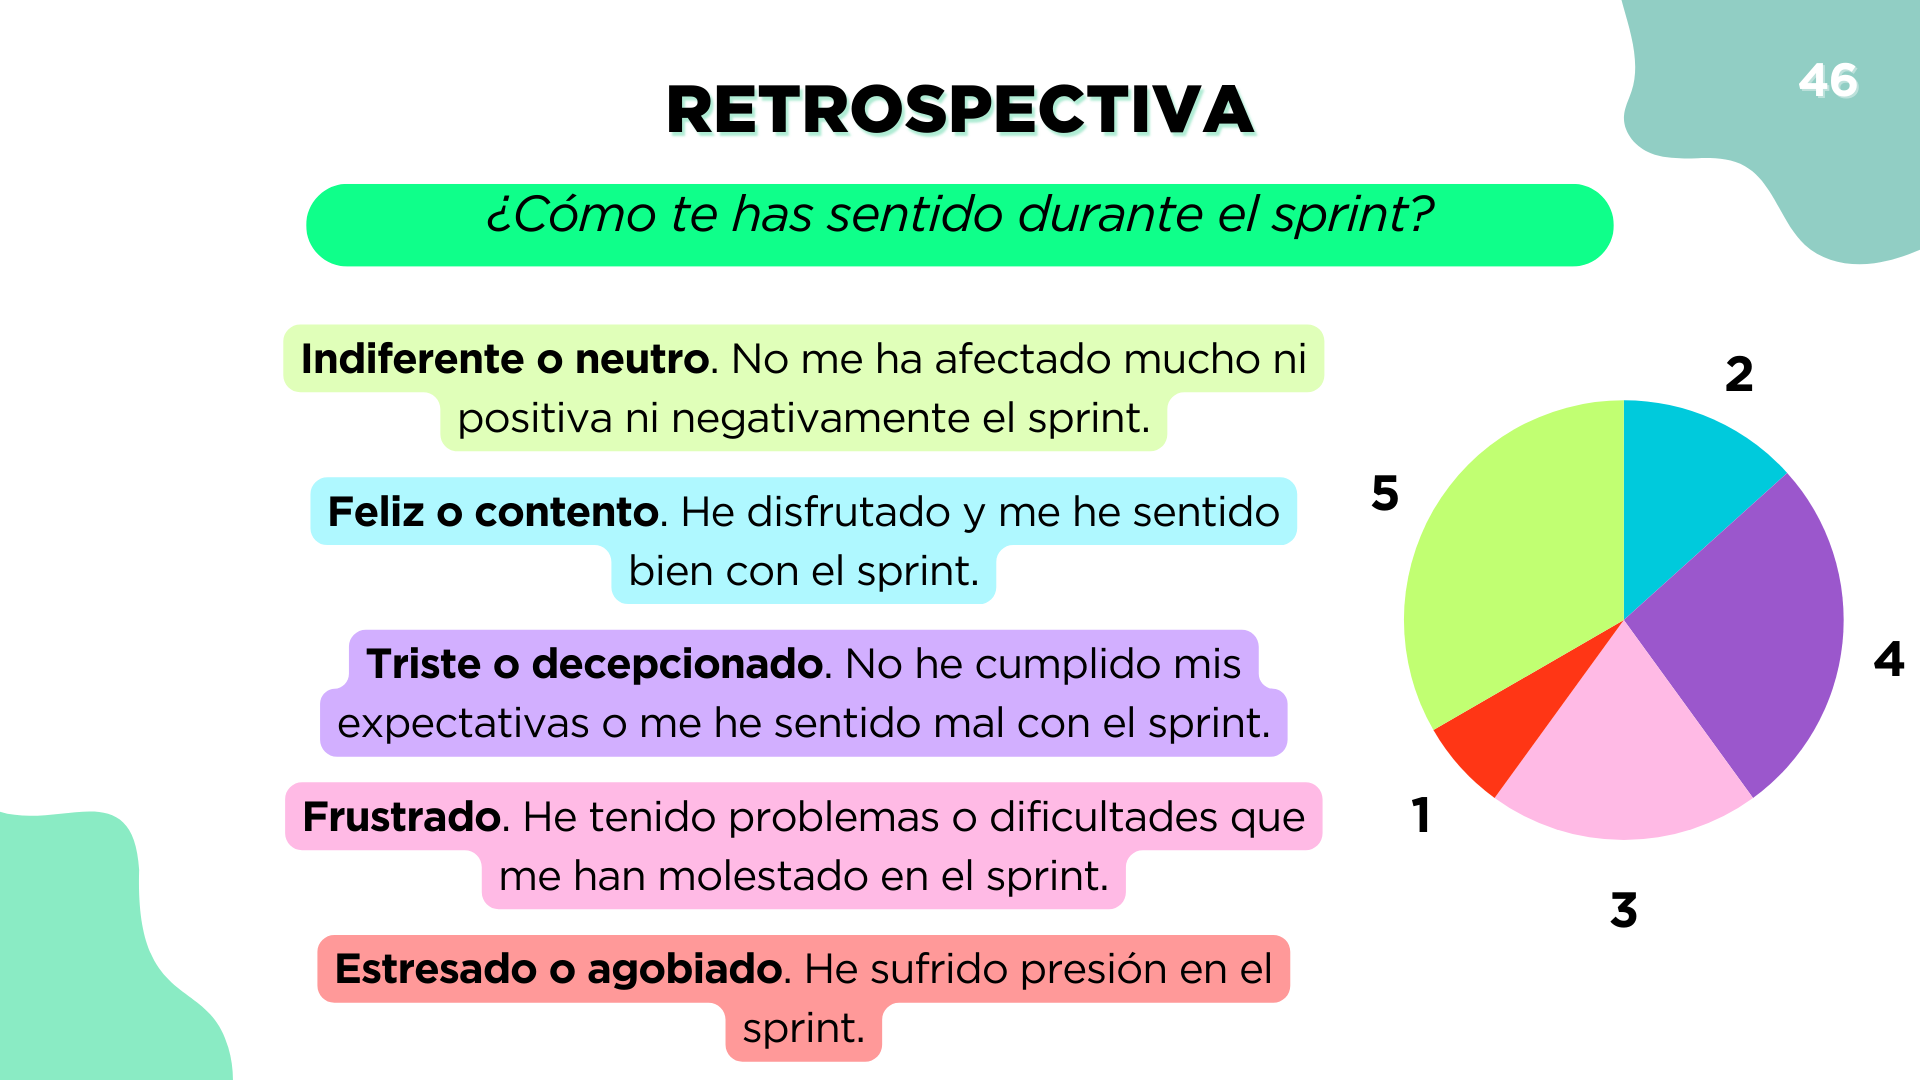 46
RETROSPECTIVA
¿Cómo te has sentido durante el sprint?
Indiferente o neutro. No me ha afectado mucho ni
positiva ni negativamente el sprint.
Feliz o contento. He disfrutado y me he sentido
bien con el sprint.
Triste o decepcionado. No he cumplido mis
expectativas o me he sentido mal con el sprint.
Frustrado. He tenido problemas o dificultades que
me han molestado en el sprint.
Estresado o agobiado. He sufrido presión en el
sprint.
2
5
4
1
3